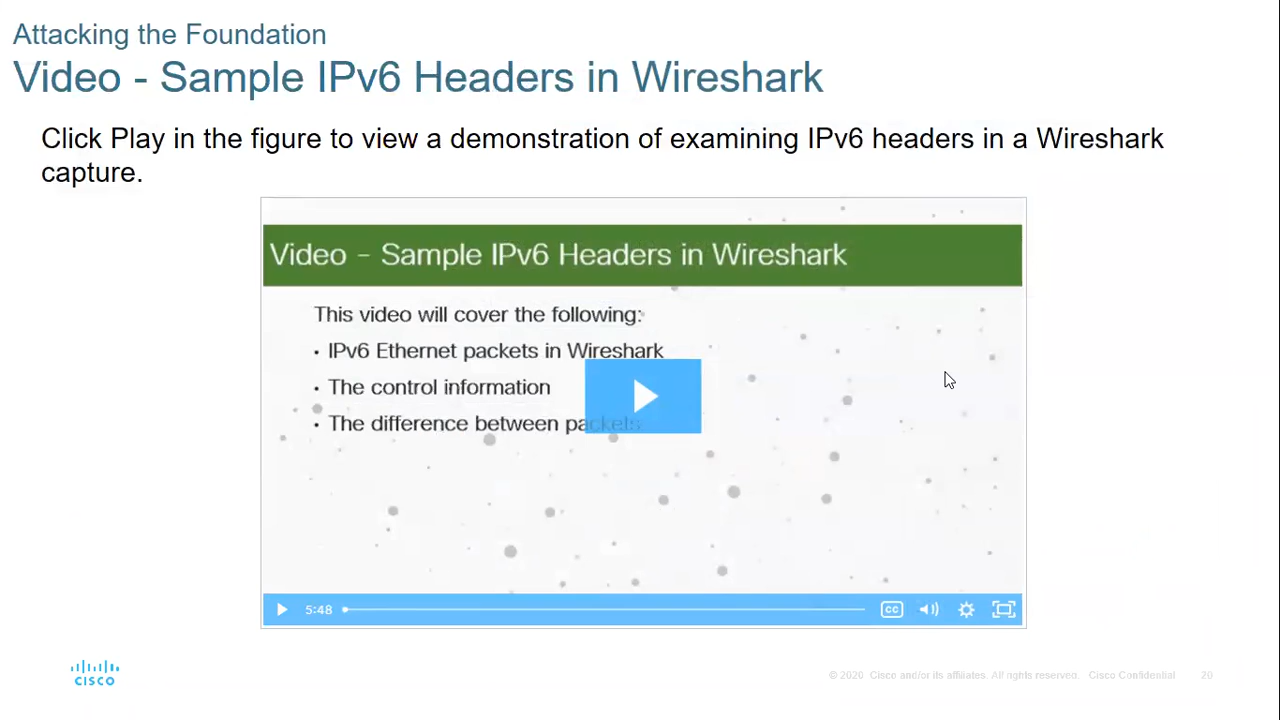 Attacking the Foundation
Video - Sample IPv6 Headers in Wireshark
Click Play in the figure to view a demonstration of examining IPv6 headers in a Wireshark
capture.
Video - Sample IPv6 Headers in Wireshark
This video will cover the following:
• IPv6 Ethernet packets in Wireshark
• The control information
• The difference between packets
5:48
CC
CISCO
© 2020 Cisco and/or its affiliates. All rights reserved. Cisco Confidential 20